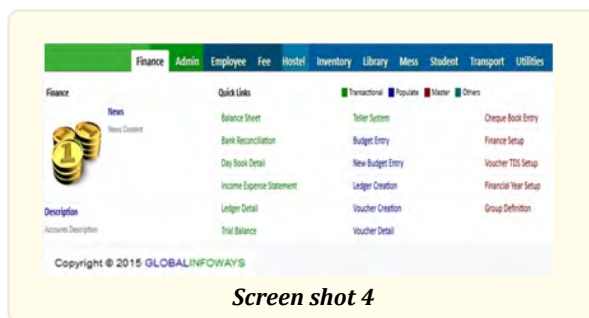 Finance Admin Employee Fee Hostel Inventory Library Mess Student Transport Utilities
Finance Quick Links Transactional Populate Master Others
News
News Content
Balance Sheet Teller System Cheque Book Entry
Bank Reconciliation Budget Entry Finance Setup
Day Book Detail New Budget Entry Voucher TDS Setup
Income Expense Statement Ledger Creation Financial Year Setup
Ledger Detail Voucher Creation Group Definition
Description
Accounts Description Trial Balance Voucher Detail
Copyright © 2015 GLOBALINFOWAYS
Screen shot 4